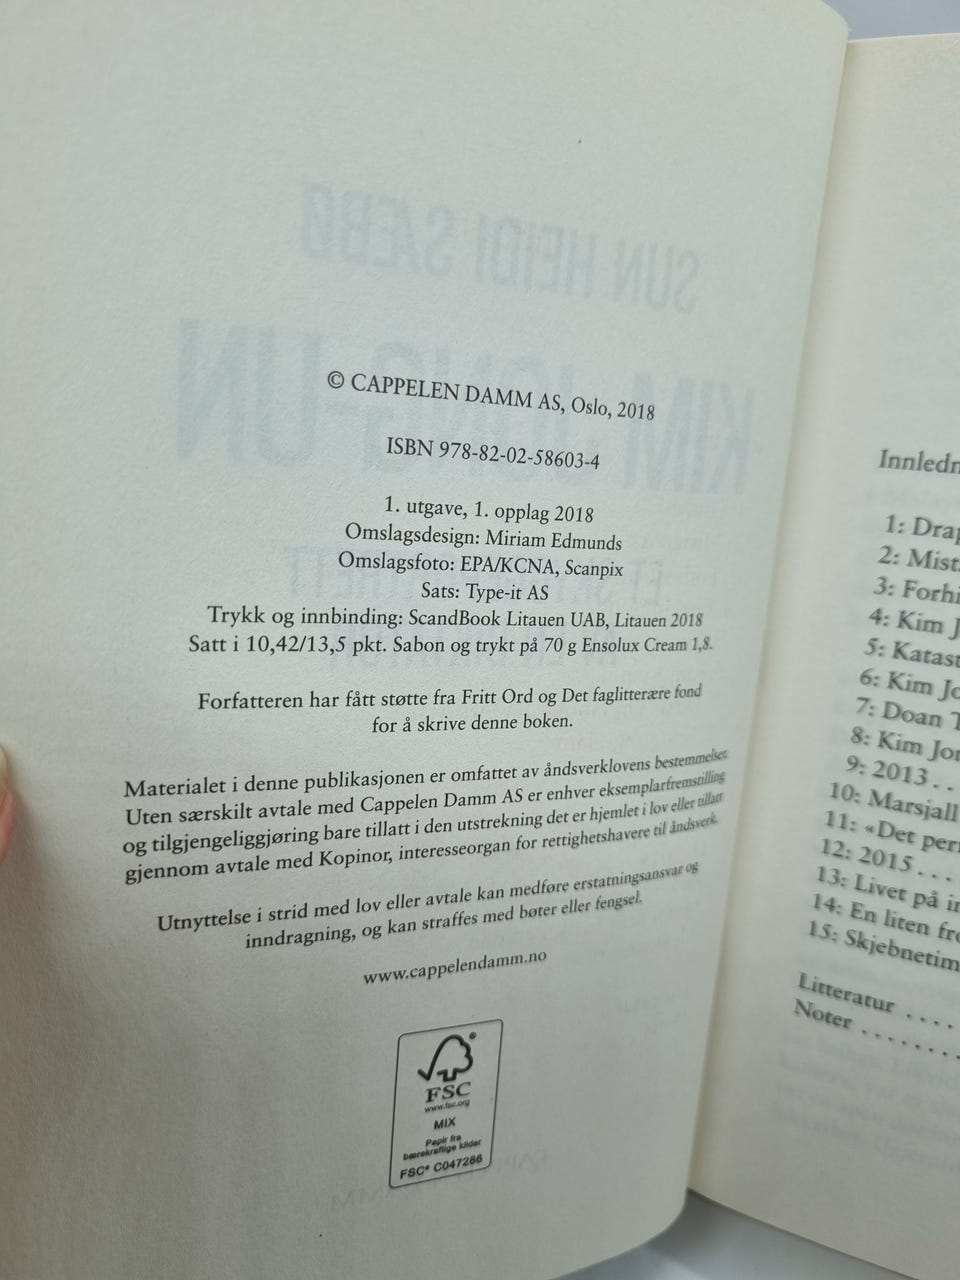 SUN HEIDI SÆBØ
KIM JONG-UN
© CAPPELEN DAMM AS, Oslo, 2018
ISBN 978-82-02-58603-4
1. utgave, 1. opplag 2018
Omslagsdesign: Miriam Edmunds
Omslagsfoto: EPA/KCNA, Scanpix
Sats: Type-it AS
Trykk og innbinding: ScandBook Litauen UAB, Litauen 2018
Satt i 10,42/13,5 pkt. Sabon og trykt på 70 g Ensolux Cream 1,8.
Forfatteren har fått støtte fra Fritt Ord og Det faglitterære fond
for å skrive denne boken.
Materialet i denne publikasjonen er omfattet av åndsverklovens bestemmelser.
Uten særskilt avtale med Cappelen Damm AS er enhver eksemplarfremstilling
og tilgjengeliggjøring bare tillatt i den utstrekning det er hjemlet i lov eller tillatt
gjennom avtale med Kopinor, interesseorgan for rettighetshavere til åndsverk.
Utnyttelse i strid med lov eller avtale kan medføre erstatningsansvar og
inndragning, og kan straffes med bøter eller fengsel.
www.cappelendamm.no
FSC
www.fsc.org
MIX
Papir fra
bærekraftige kilder
FSC® C047286
Innledn
1: Drap
2: Mist
3: Forhi
4: Kim J
5: Katast
6: Kim Jo
7: Doan T
8: Kim Jon
9: 2013 . .
10: Marsjall
11: «Det per
12: 2015 . . .
13: Livet på i
14: En liten fr
15: Skjebnetim
Litteratur . . . .
Noter . . . . . . . .